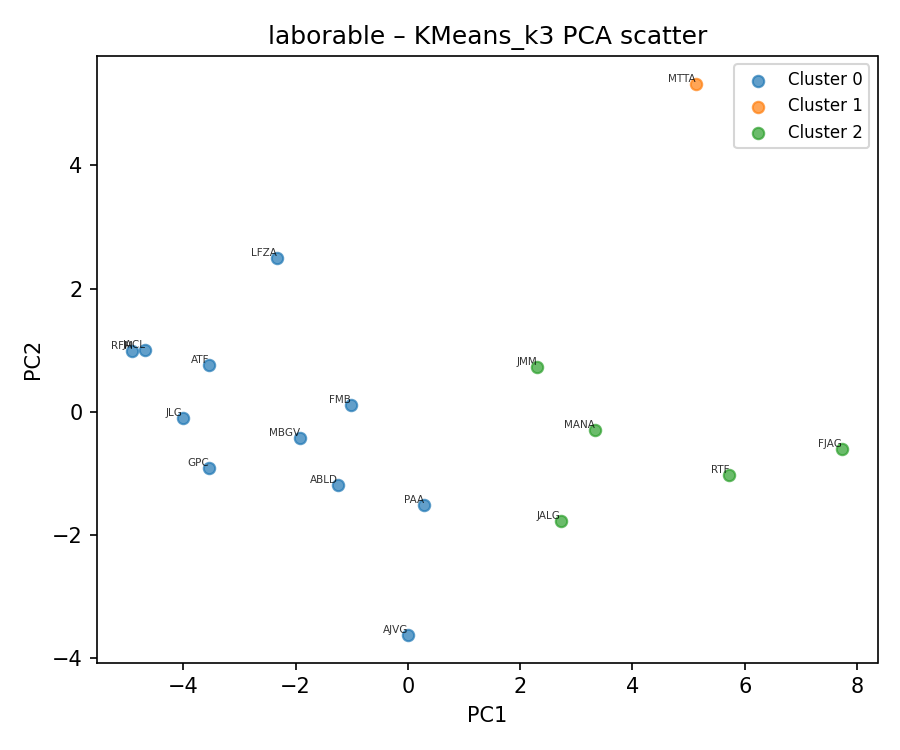 laborable – KMeans_k3 PCA scatter
MTTA
Cluster 0
Cluster 1
Cluster 2
4
LFZA
2
ATF
JMM
JLG
FMB
0
MBGV
MANA
FJAG
GPC
RTF
ABLD
PAA
JALG
−2
AJVG
−4
−4 −2 0 2 4 6 8
PC1
PC2